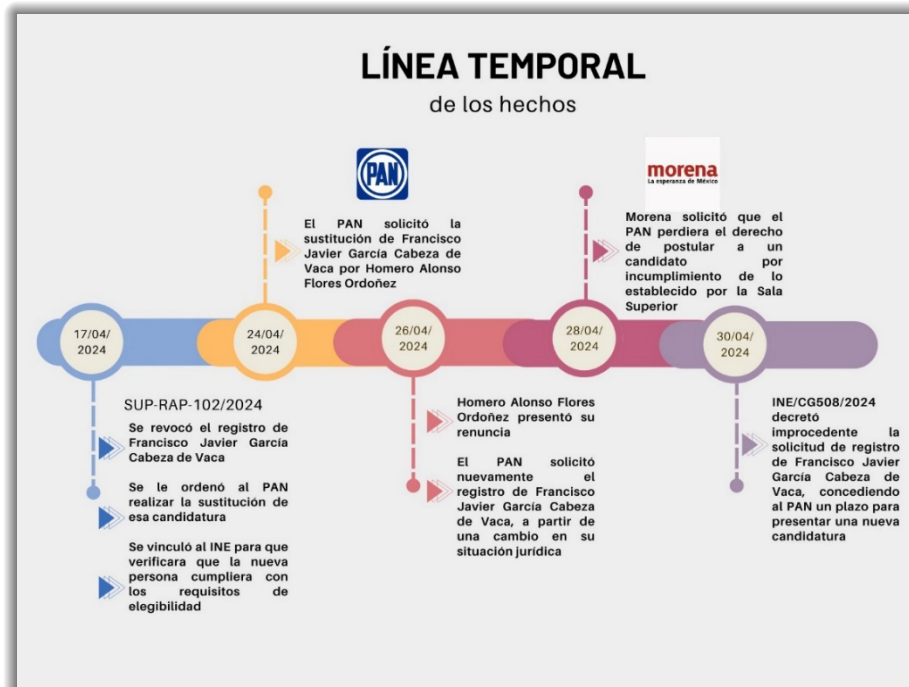 LÍNEA TEMPORAL
de los hechos
PAN
El PAN solicitó la
sustitución de Francisco
Javier García Cabeza de
Vaca por Homero Alonso
Flores Ordoñez
morena
La esperanza de México
Morena solicitó que el
PAN perdiera el derecho
de postular a un
candidato por
incumplimiento de lo
establecido por la Sala
Superior
17/04/
2024
24/04/
2024
26/04/
2024
28/04/
2024
30/04/
2024
SUP-RAP-102/2024
Se revocó el registro de
Francisco Javier García
Cabeza de Vaca
Se le ordenó al PAN
realizar la sustitución de
esa candidatura
Se vinculó al INE para que
verificara que la nueva
persona cumpliera con
los requisitos de
elegibilidad
Homero Alonso Flores
Ordoñez presentó su
renuncia
El PAN solicitó
nuevamente el
registro de Francisco
Javier García Cabeza
de Vaca, a partir de
una cambio en su
situación jurídica
INE/CG508/2024
decretó
improcedente la
solicitud de registro
de Francisco Javier
García Cabeza de
Vaca, concediendo
al PAN un plazo para
presentar una nueva
candidatura